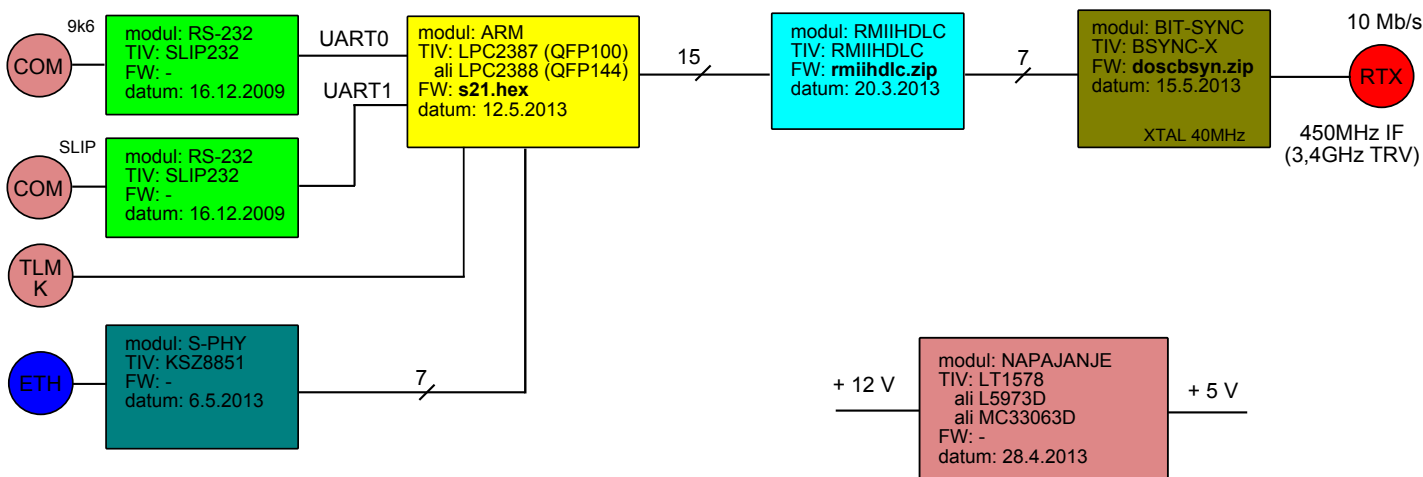 9k6
COM
modul: RS-232
TIV: SLIP232
FW: -
datum: 16.12.2009
UART0
UART1
modul: ARM
TIV: LPC2387 (QFP100)
ali LPC2388 (QFP144)
FW: s21.hex
datum: 12.5.2013
15
modul: RMIIHDLC
TIV: RMIIHDLC
FW: rmiihdlc.zip
datum: 20.3.2013
7
modul: BIT-SYNC
TIV: BSYNC-X
FW: doscbsyn.zip
datum: 15.5.2013
XTAL 40MHz
10 Mb/s
RTX
450MHz IF
(3,4GHz TRV)
SLIP
COM
modul: RS-232
TIV: SLIP232
FW: -
datum: 16.12.2009
TLM
K
ETH
modul: S-PHY
TIV: KSZ8851
FW: -
datum: 6.5.2013
7
+ 12 V
modul: NAPAJANJE
TIV: LT1578
ali L5973D
ali MC33063D
FW: -
datum: 28.4.2013
+ 5 V